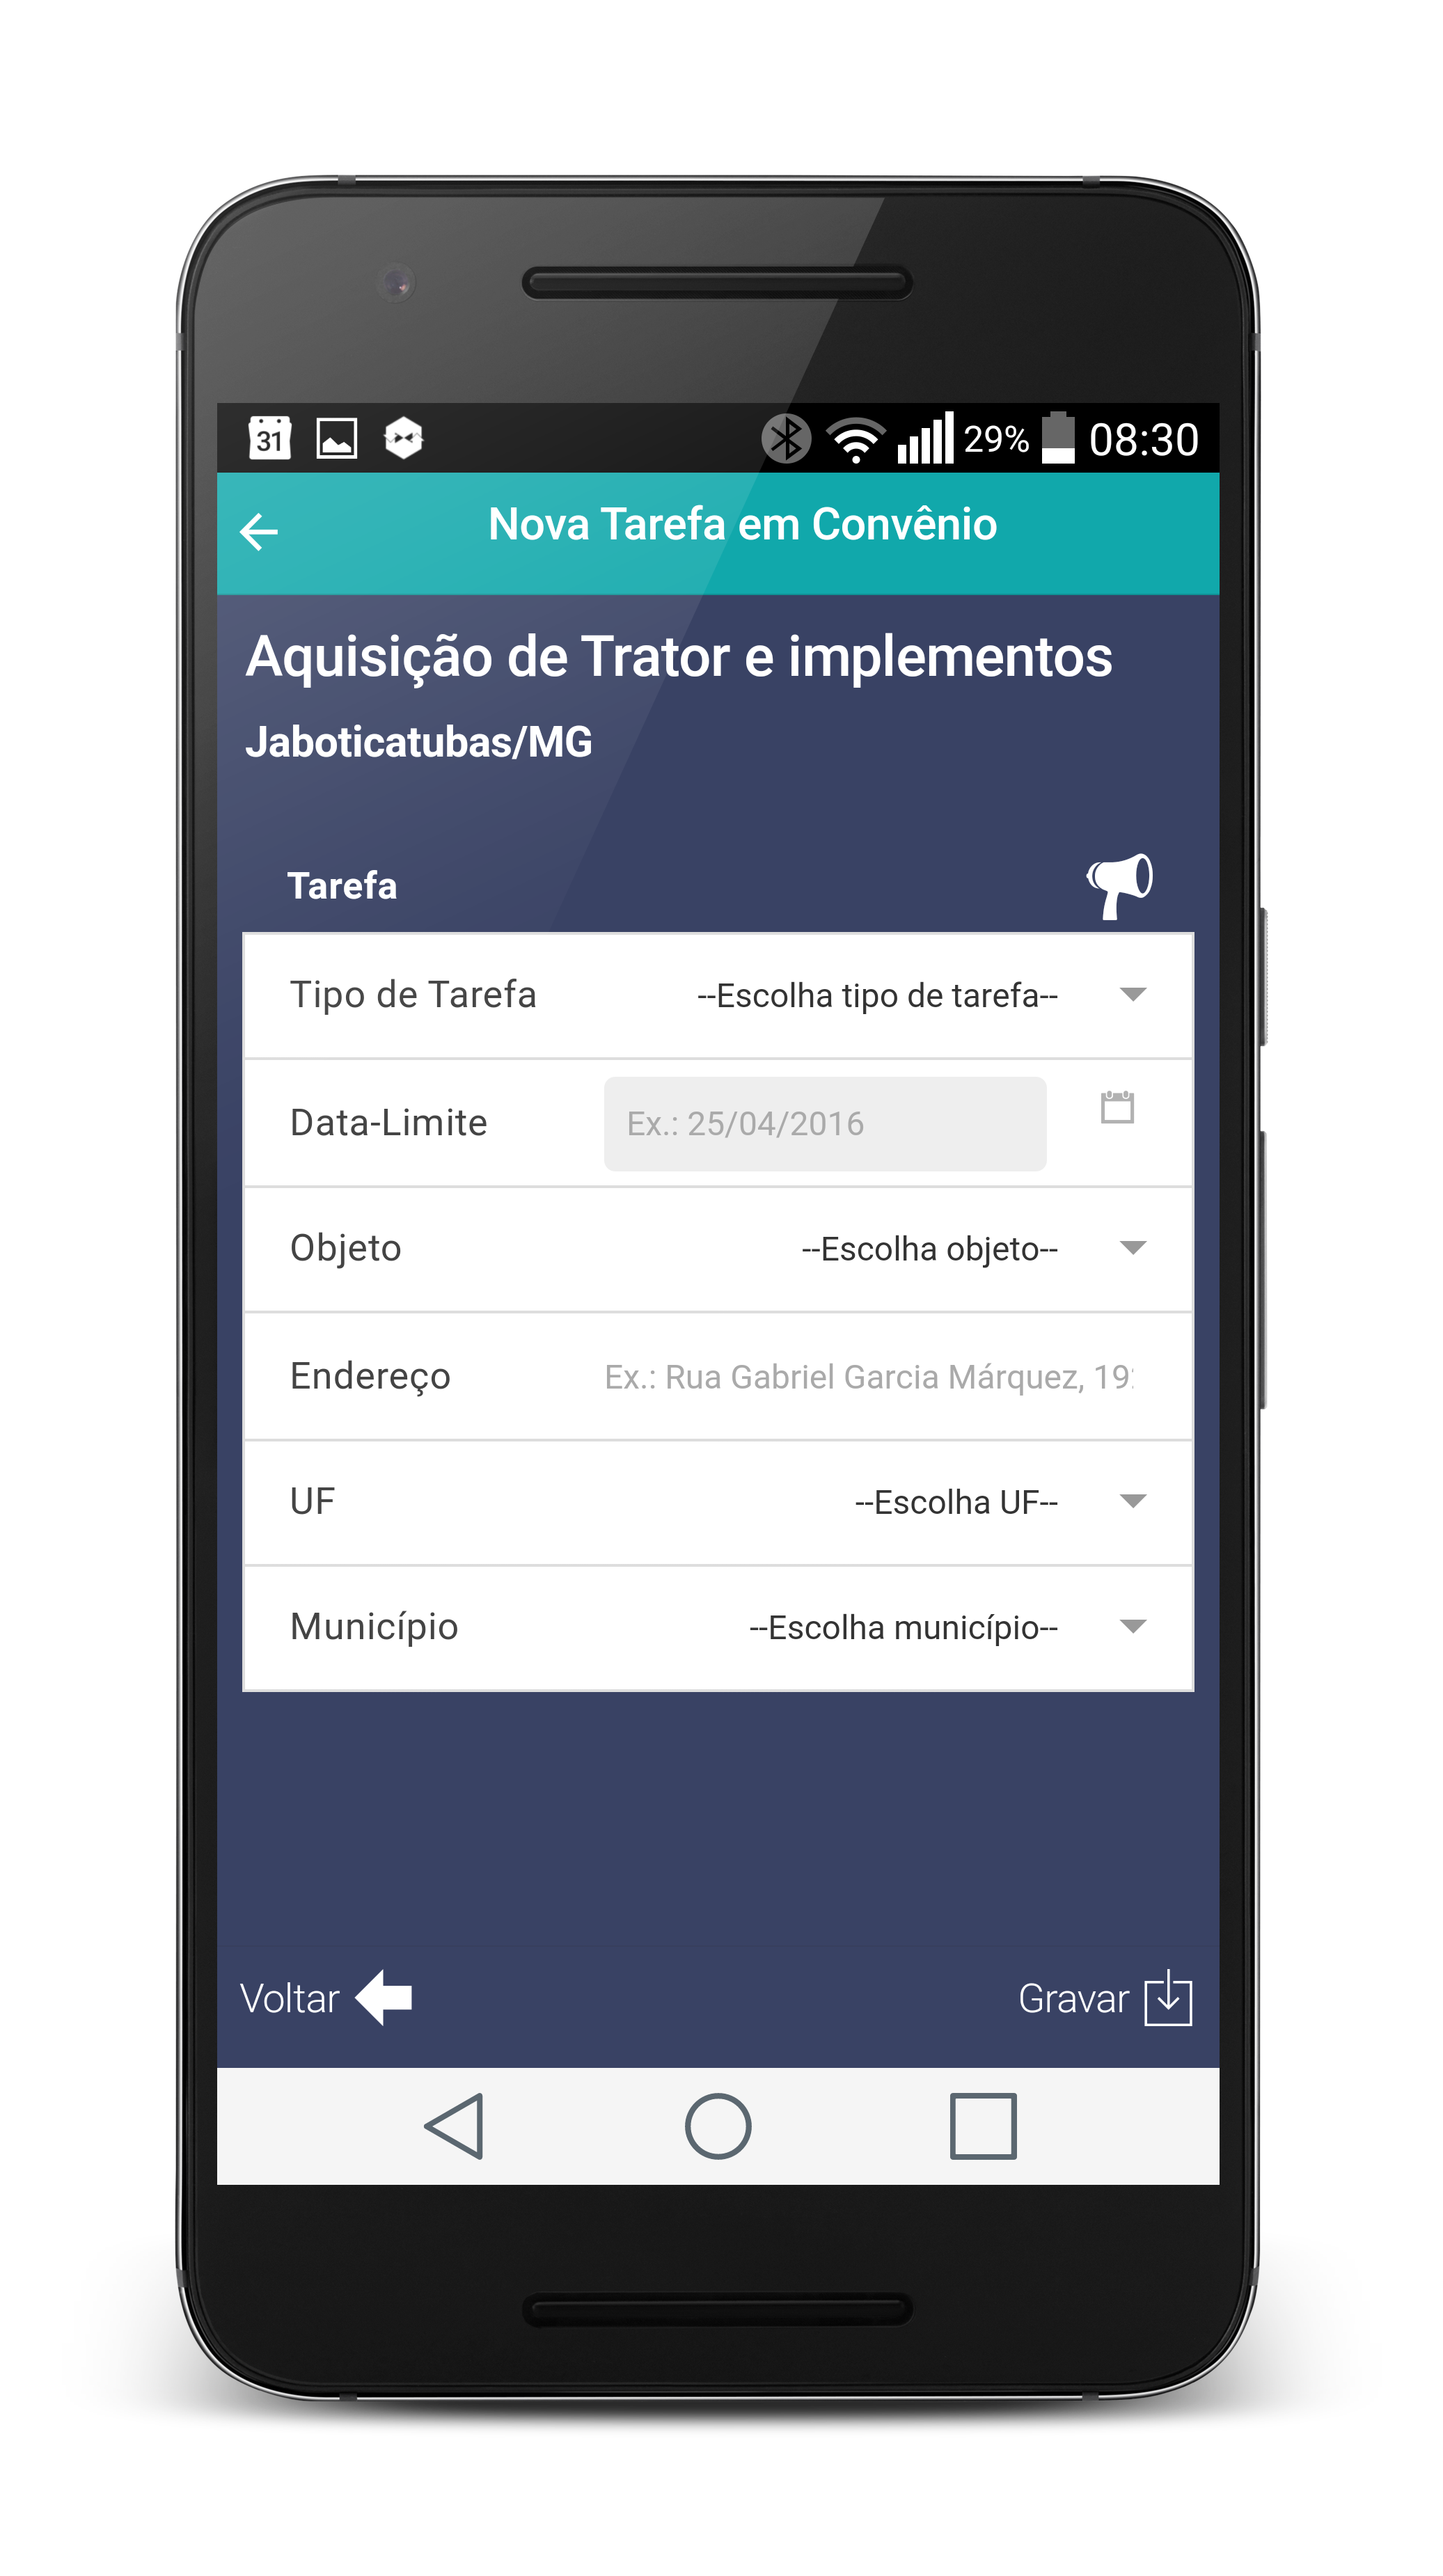 31 29% 08:30
Nova Tarefa em Convênio
Aquisição de Trator e implementos
Jaboticatubas/MG
Tarefa
Tipo de Tarefa --Escolha tipo de tarefa--
Data-Limite Ex.: 25/04/2016
Objeto --Escolha objeto--
Endereço Ex.: Rua Gabriel Garcia Márquez, 19
UF --Escolha UF--
Município --Escolha município--
Voltar Gravar